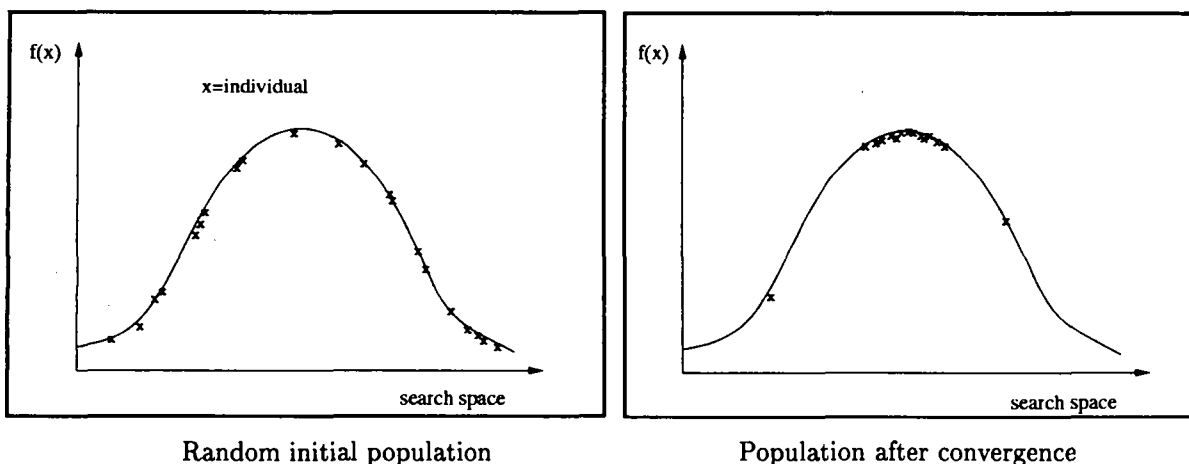 f(x)
x=individual
search space
Random initial population
f(x)
search space
Population after convergence